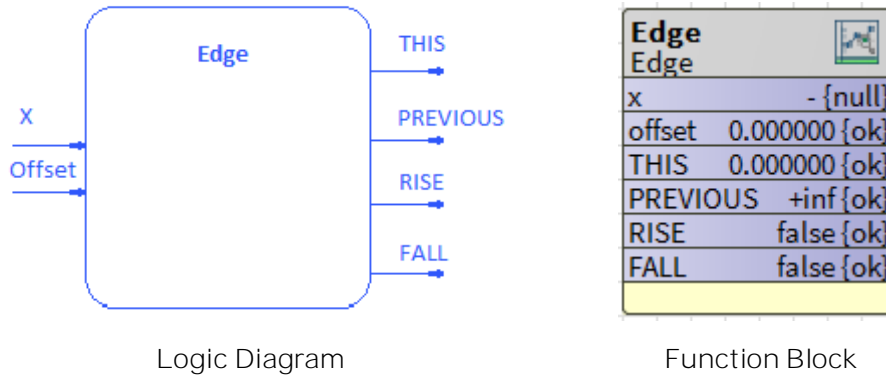 Edge
THIS
X
PREVIOUS
Offset
RISE
FALL
Logic Diagram
Edge
Edge
x - {null}
offset 0.000000 {ok}
THIS 0.000000 {ok}
PREVIOUS +inf {ok}
RISE false {ok}
FALL false {ok}
Function Block